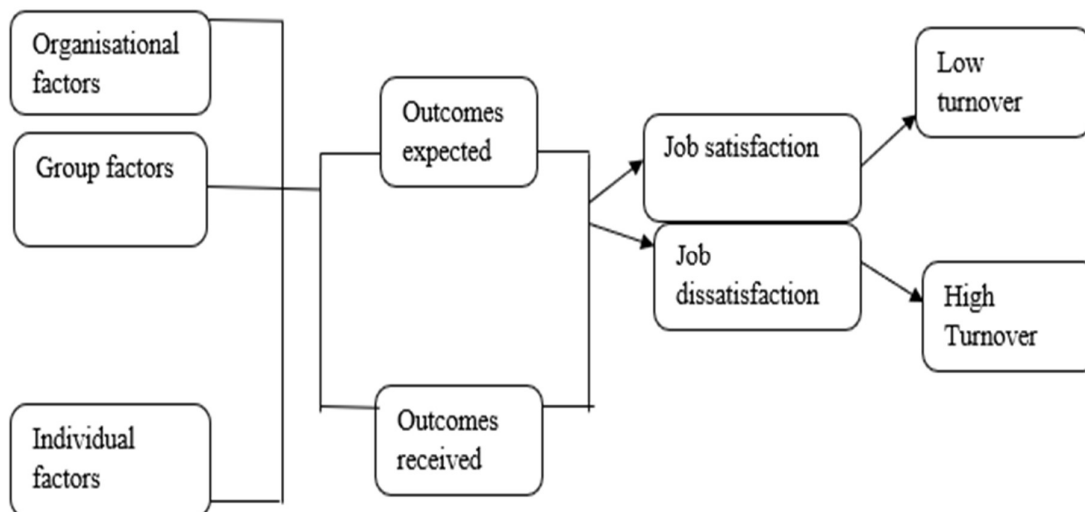 Organisational
factors
Group factors
Individual
factors
Outcomes
expected
Outcomes
received
Job satisfaction
Job
dissatisfaction
Low
turnover
High
Turnover